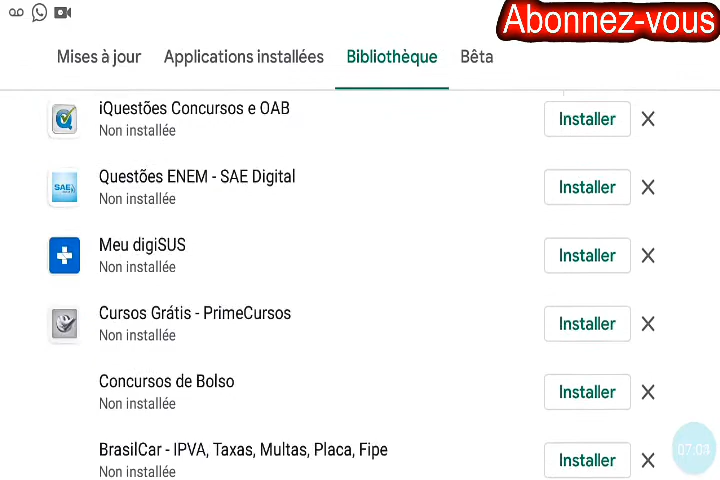 Abonnez-vous
Mises à jour Applications installées Bibliothèque Bêta
iQuestões Concursos e OAB
Non installée
Installer
SAE
Questões ENEM - SAE Digital
Non installée
Installer
Meu digiSUS
Non installée
Installer
Cursos Grátis - PrimeCursos
Non installée
Installer
Concursos de Bolso
Non installée
Installer
BrasilCar - IPVA, Taxas, Multas, Placa, Fipe
Non installée
Installer